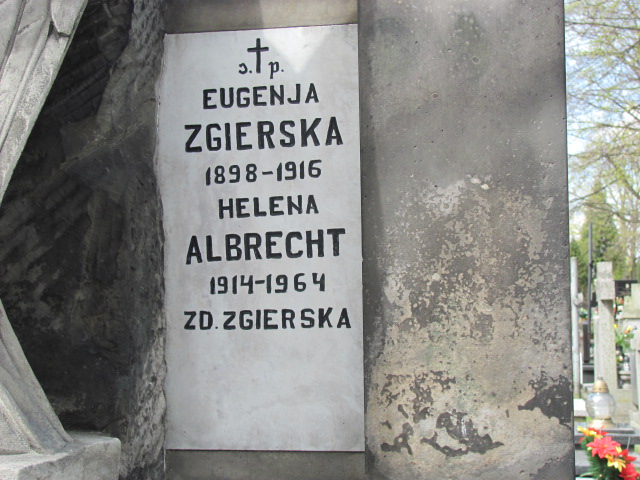 ś.†p.
EUGENJA
ZGIERSKA
1898-1916
HELENA
ALBRECHT
1914-1964
ZD. ZGIERSKA